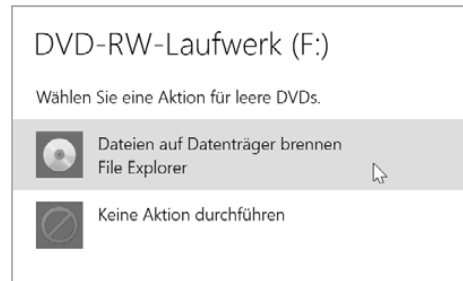 DVD-RW-Laufwerk (F:)
Wählen Sie eine Aktion für leere DVDs.
Dateien auf Datenträger brennen
File Explorer
Keine Aktion durchführen